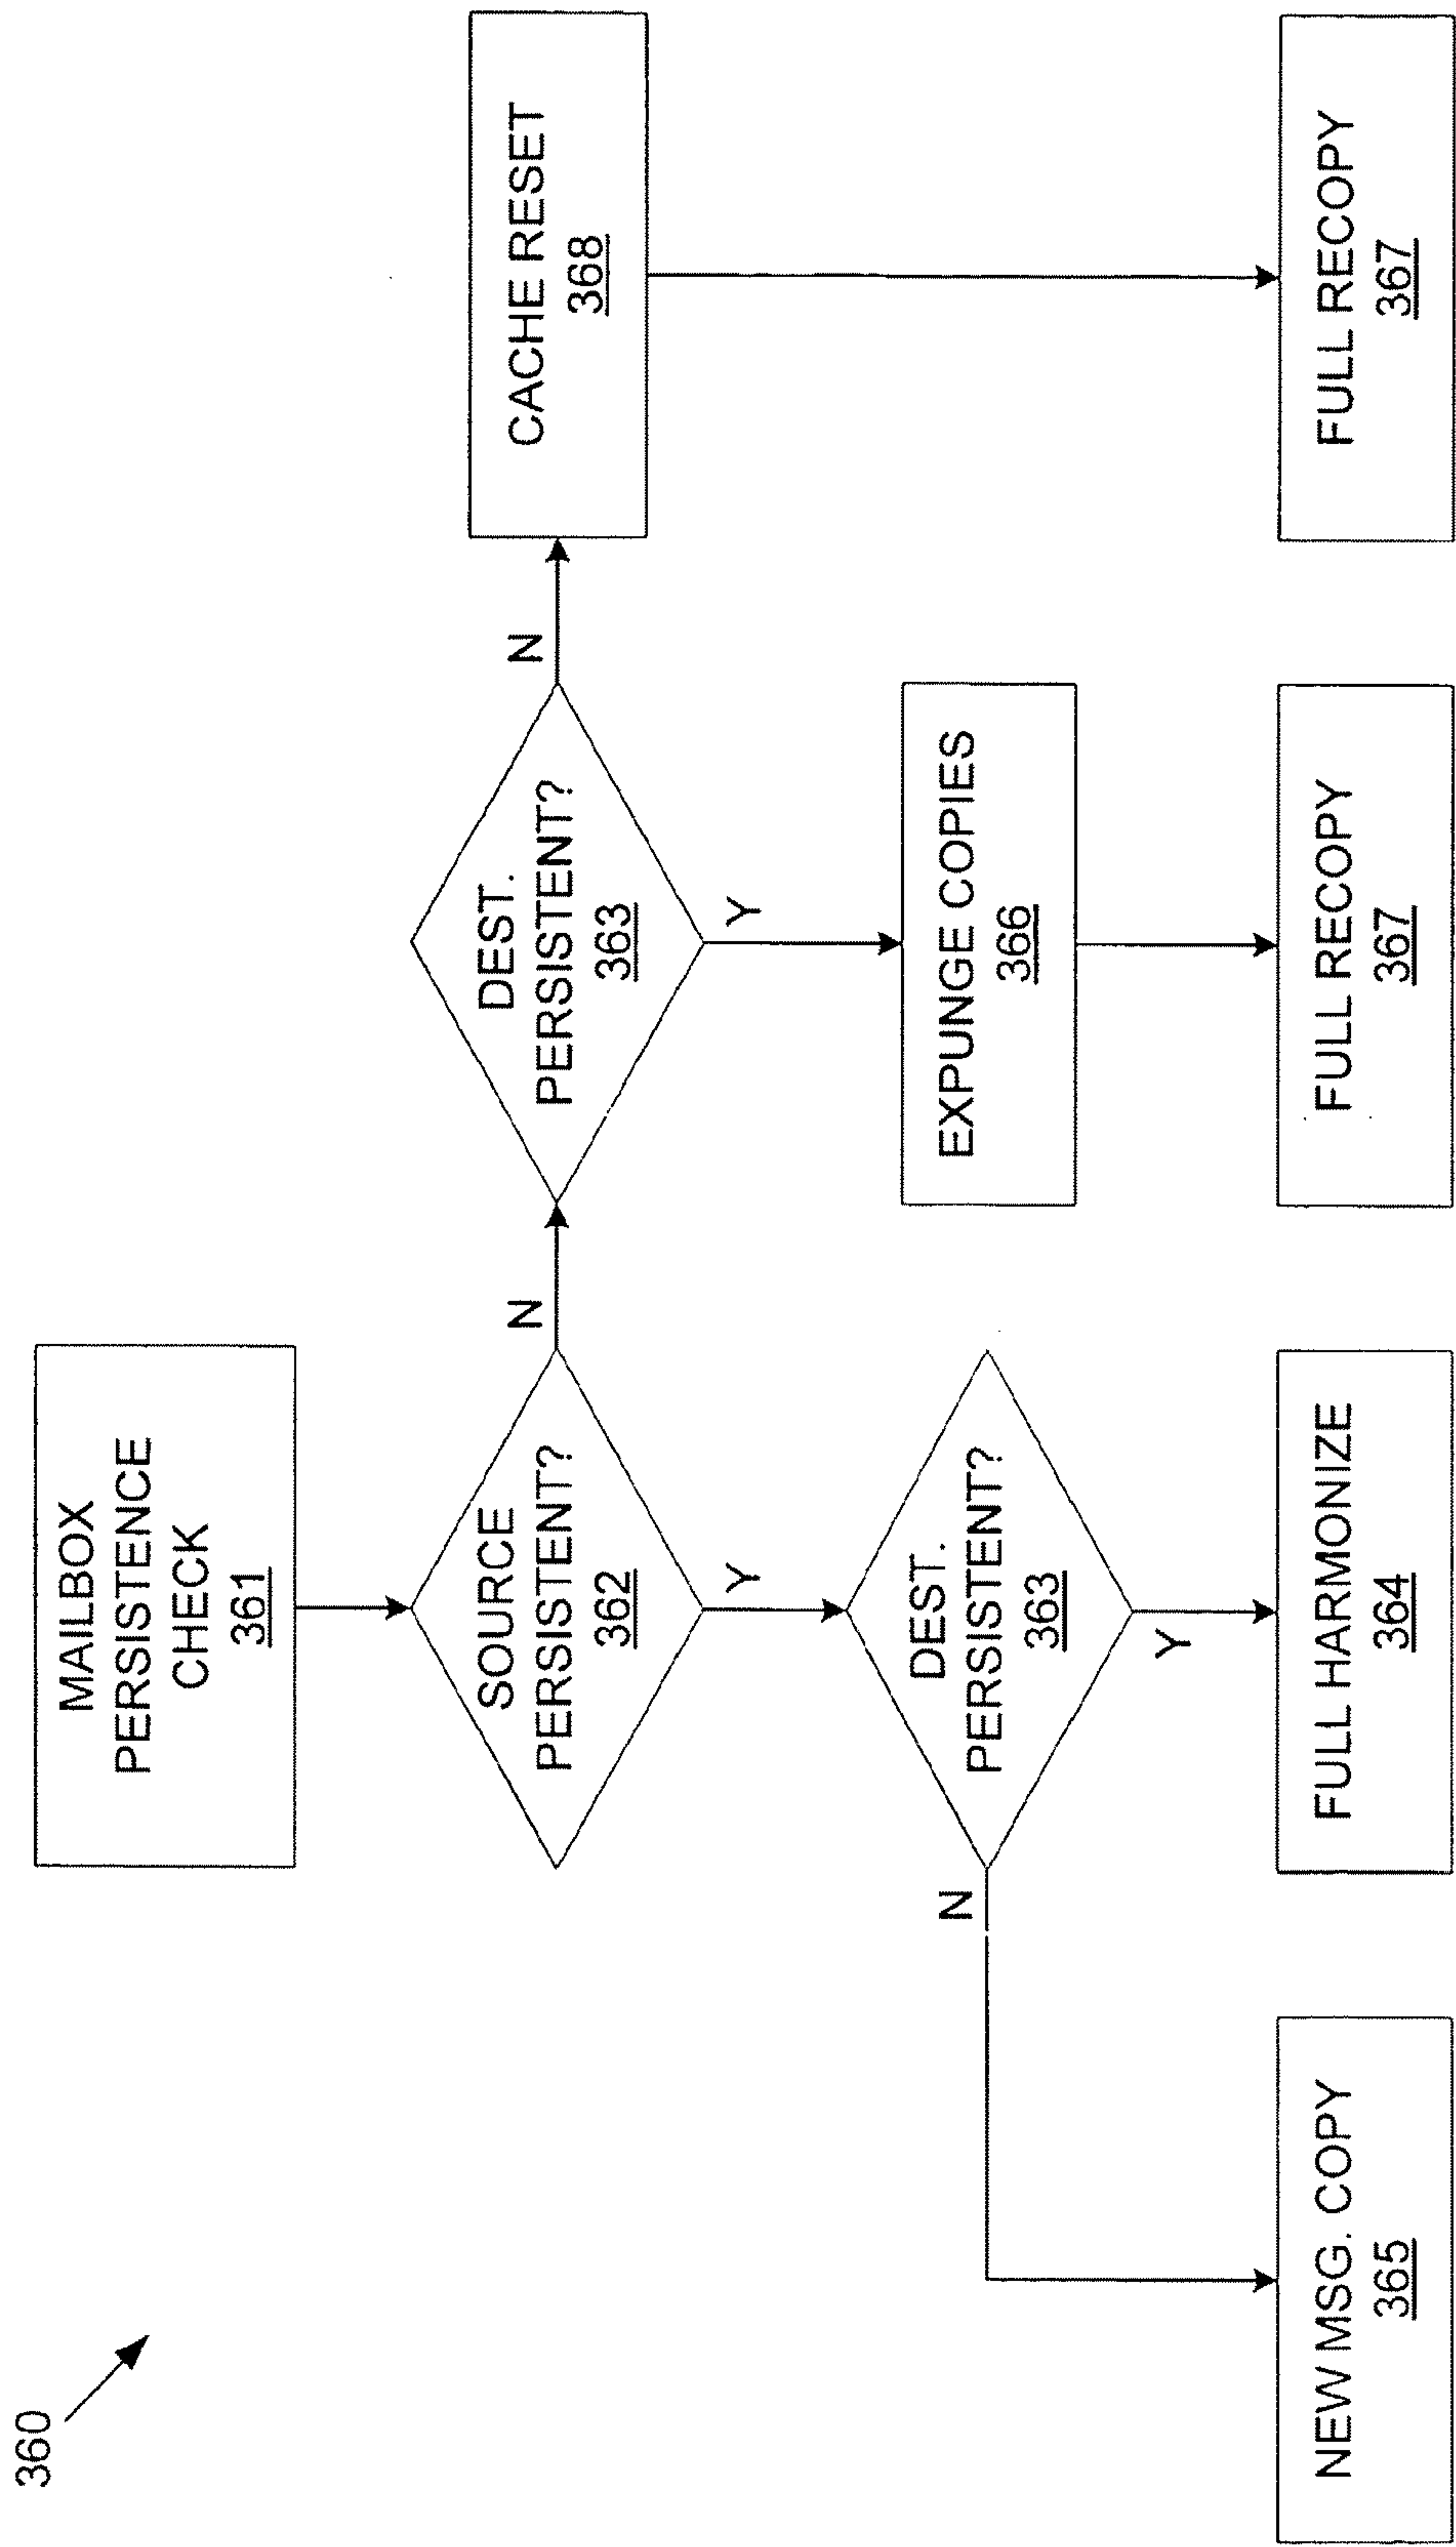 360
MAILBOX
PERSISTENCE
CHECK
361
SOURCE
PERSISTENT?
362
N
Y
DEST.
PERSISTENT?
363
N
Y
CACHE RESET
368
DEST.
PERSISTENT?
363
N
Y
EXPUNGE COPIES
366
NEW MSG. COPY
365
FULL HARMONIZE
364
FULL RECOPY
367
FULL RECOPY
367